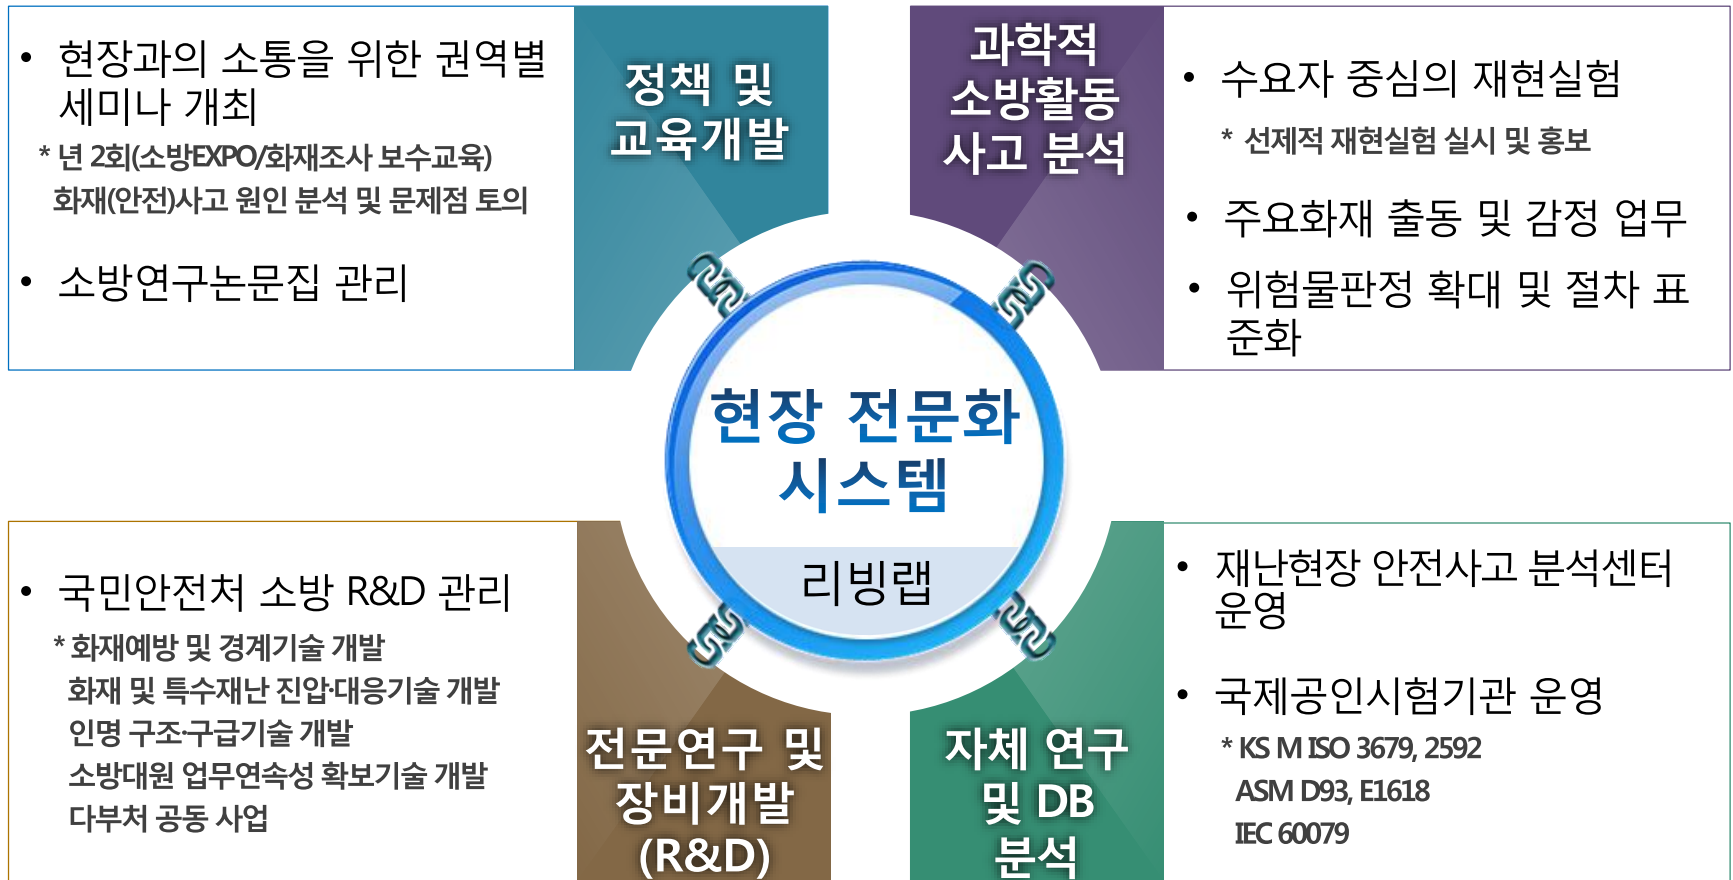 • 현장과의 소통을 위한 권역별
세미나 개최
* 년 2회(소방EXPO/화재조사 보수교육)
화재(안전)사고 원인 분석 및 문제점 토의
• 소방연구논문집 관리
정책 및
교육개발
과학적
소방활동
사고 분석
• 수요자 중심의 재현실험
* 선제적 재현실험 실시 및 홍보
• 주요화재 출동 및 감정 업무
• 위험물판정 확대 및 절차 표
준화
현장 전문화
시스템
리빙랩
• 국민안전처 소방 R&D 관리
* 화재예방 및 경계기술 개발
화재 및 특수재난 진압·대응기술 개발
인명 구조·구급기술 개발
소방대원 업무연속성 확보기술 개발
다부처 공동 사업
전문연구 및
장비개발
(R&D)
자체 연구
및 DB
분석
• 재난현장 안전사고 분석센터
운영
• 국제공인시험기관 운영
* KS M ISO 3679, 2592
ASM D93, E1618
IEC 60079